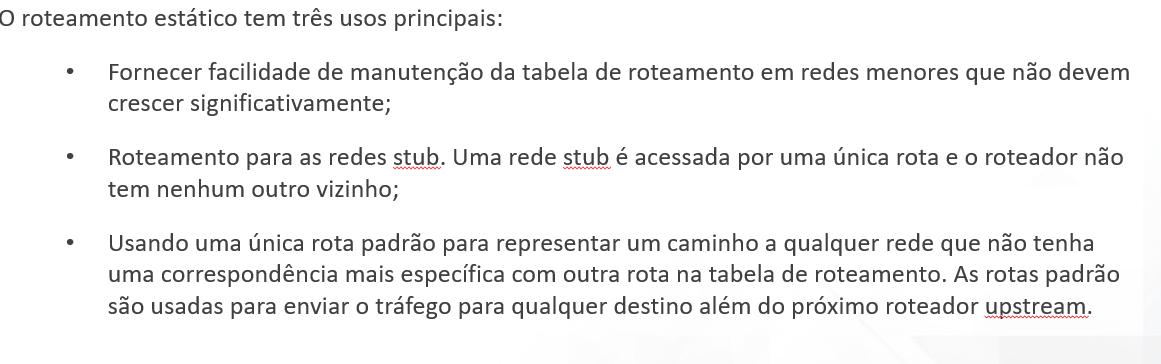 O roteamento estático tem três usos principais:
• Fornecer facilidade de manutenção da tabela de roteamento em redes menores que não devem
crescer significativamente;
• Roteamento para as redes stub. Uma rede stub é acessada por uma única rota e o roteador não
tem nenhum outro vizinho;
• Usando uma única rota padrão para representar um caminho a qualquer rede que não tenha
uma correspondência mais específica com outra rota na tabela de roteamento. As rotas padrão
são usadas para enviar o tráfego para qualquer destino além do próximo roteador upstream.